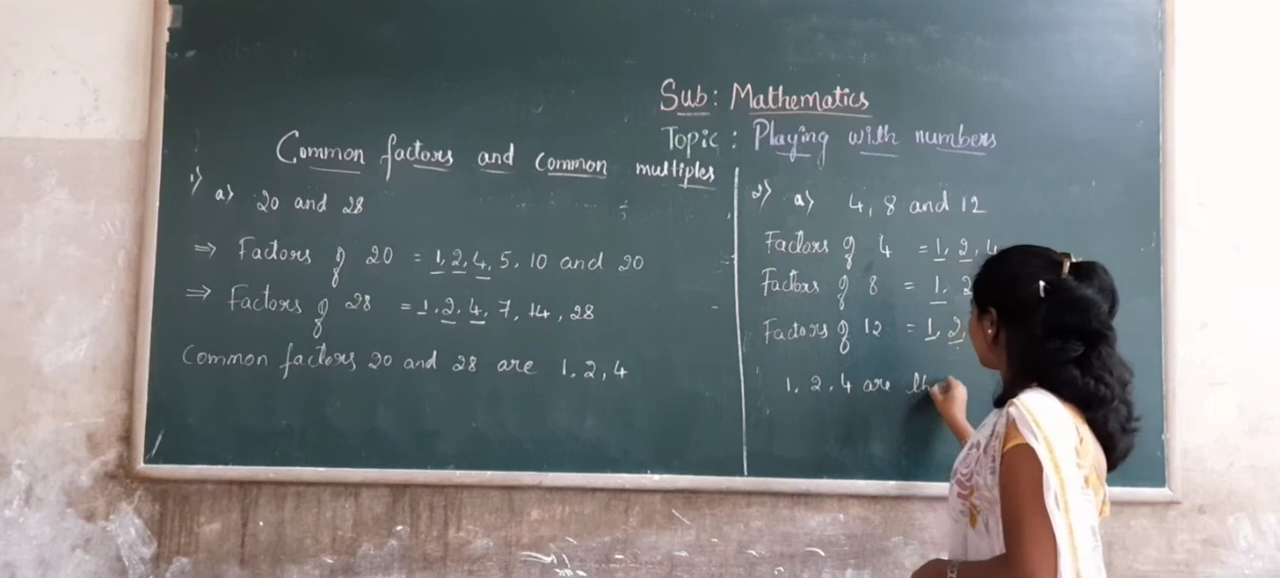 Sub: Mathematics
Topic: Playing with numbers
Common factors and common multiples
1) a) 20 and 28
⇒ Factors of 20 = 1, 2, 4, 5, 10 and 20
⇒ Factors of 28 = 1, 2, 4, 7, 14, 28
Common factors 20 and 28 are 1, 2, 4
2) a) 4, 8 and 12
Factors of 4 = 1, 2, 4
Factors of 8 = 1, 2
Factors of 12 = 1, 2,
1, 2, 4 are th